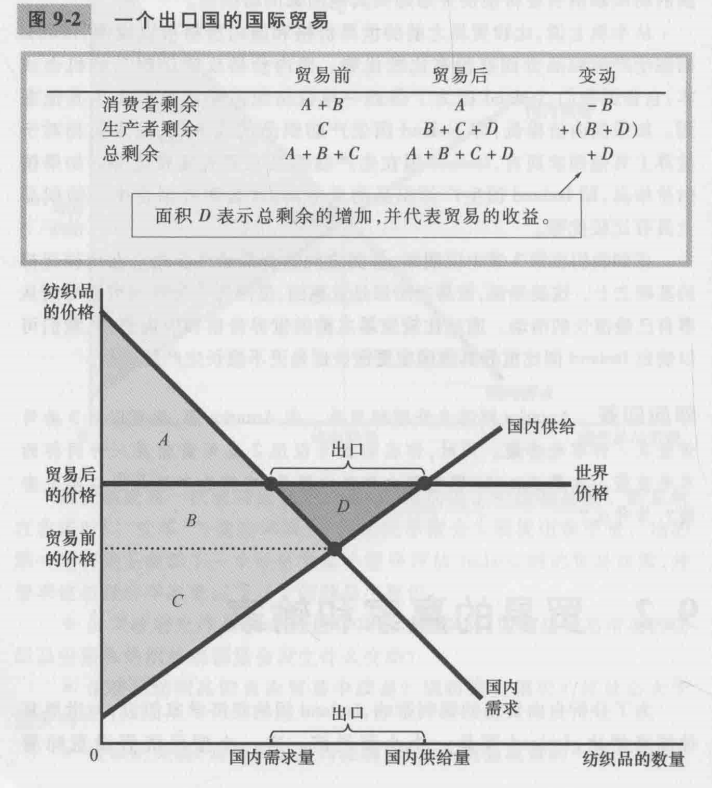 图 9-2 一个出口国的国际贸易
贸易前 贸易后 变动
消费者剩余 A+B A -B
生产者剩余 C B+C+D +(B+D)
总剩余 A+B+C A+B+C+D +D
面积 D 表示总剩余的增加,并代表贸易的收益。
纺织品
的价格
国内供给
A
出口
贸易后
的价格
世界
价格
D
B
贸易前
的价格
C
国内
需求
出口
0
国内需求量 国内供给量 纺织品的数量